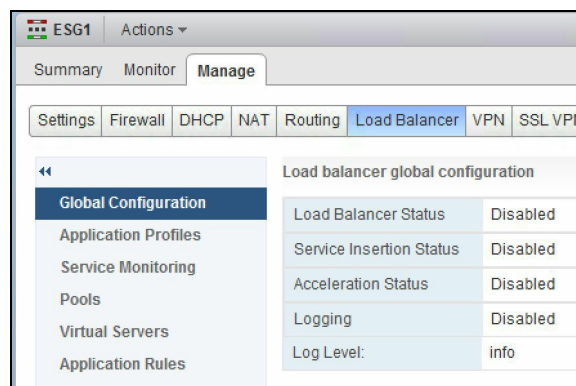 ESG1 Actions
Summary Monitor Manage
Settings Firewall DHCP NAT Routing Load Balancer VPN SSL VPN
Global Configuration
Application Profiles
Service Monitoring
Pools
Virtual Servers
Application Rules
Load balancer global configuration
Load Balancer Status Disabled
Service Insertion Status Disabled
Acceleration Status Disabled
Logging Disabled
Log Level: info